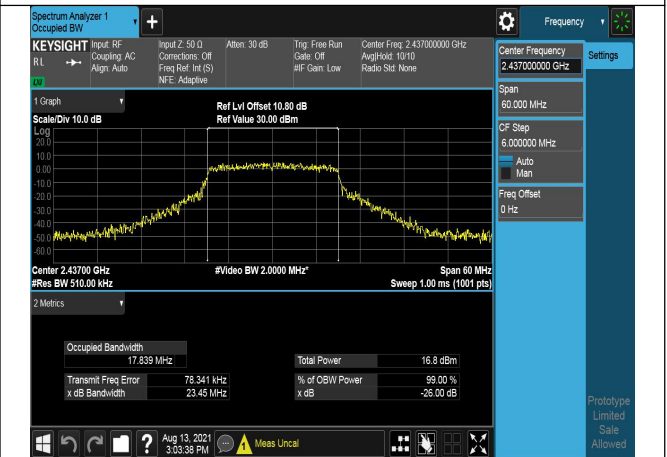 Spectrum Analyzer 1
Occupied BW
+
Frequency
KEYSIGHT
RL
LXI
Input: RF
Coupling: AC
Align: Auto
Input Z: 50 Ω
Corrections: Off
Freq Ref: Int (S)
NFE: Adaptive
Atten: 30 dB
Trig: Free Run
Gate: Off
#IF Gain: Low
Center Freq: 2.437000000 GHz
Avg|Hold: 10/10
Radio Std: None
Center Frequency
2.437000000 GHz
Settings
Span
60.000 MHz
CF Step
6.000000 MHz
Auto
Man
Freq Offset
0 Hz
1 Graph
Scale/Div 10.0 dB
Ref Lvl Offset 10.80 dB
Ref Value 30.00 dBm
Log
20.0
10.0
0.00
-10.0
-20.0
-30.0
-40.0
-50.0
-60.0
Center 2.43700 GHz
#Video BW 2.0000 MHz*
Span 60 MHz
#Res BW 510.00 kHz
Sweep 1.00 ms (1001 pts)
2 Metrics
Occupied Bandwidth
17.839 MHz
Total Power 16.8 dBm
Transmit Freq Error 78.341 kHz
% of OBW Power 99.00 %
x dB Bandwidth 23.45 MHz
x dB -26.00 dB
Prototype
Limited
Sale
Allowed
?
Aug 13, 2021
3:03:38 PM
Meas Uncal